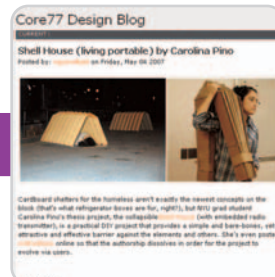 Core77 Design Blog
CURRENT:
Shell House (living portable) by Carolina Pino
Posted by: on Friday, May 04 2007
Cardboard shelters for the homeless aren't exactly the newest concepts on the
block (that's what refrigerator boxes are for, right?), but NYU grad student
Carolina Pino's thesis project, the collapsible Shell House (with embedded radio
transmitter), is a practical DIY project that provides a simple and bare-bones, yet
attractive and effective barrier against the elements and others. She's even poste
online so that the authorship dissolves in order for the project to
evolve via users.